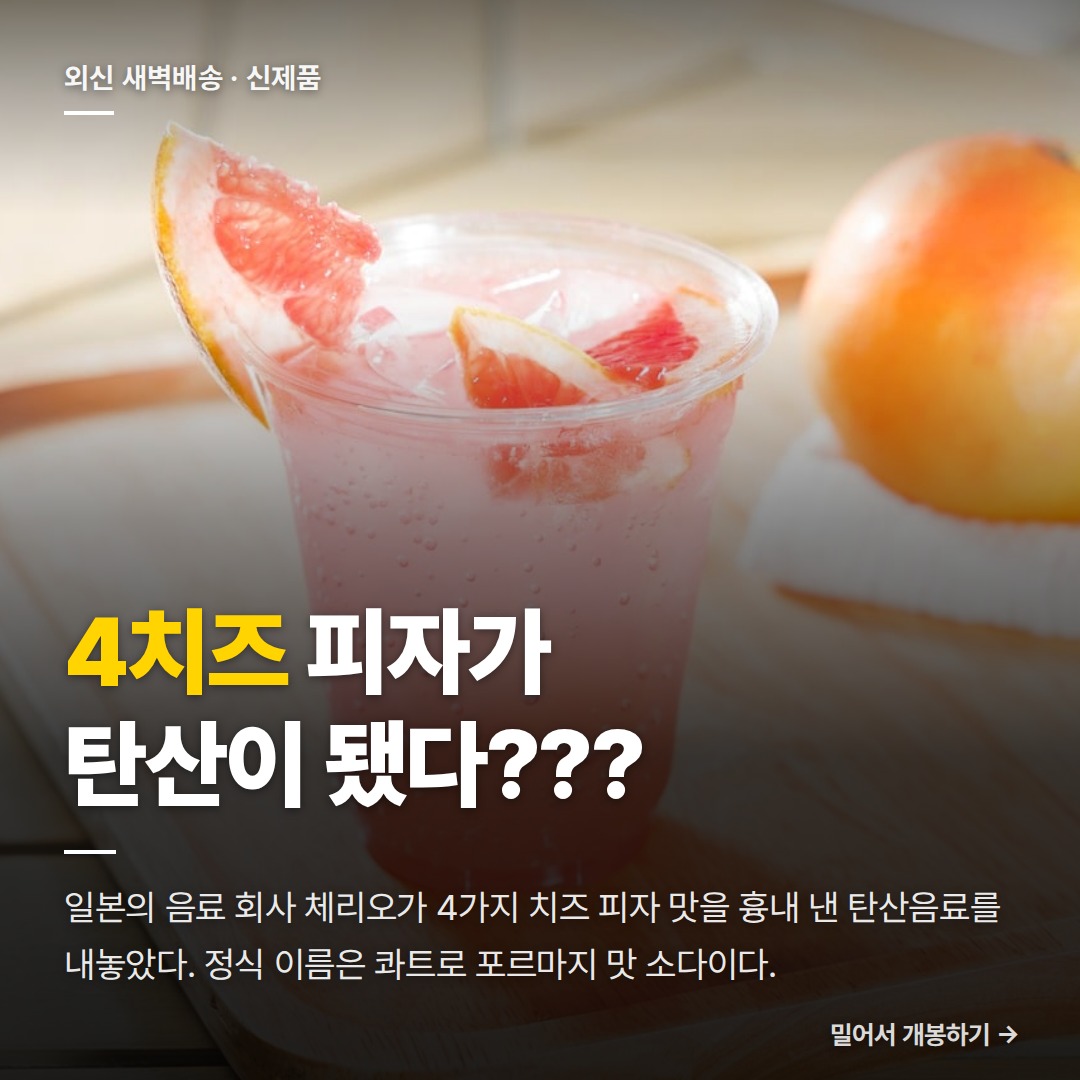 외신 새벽배송 · 신제품
4치즈 피자가
탄산이 됐다???
일본의 음료 회사 체리오가 4가지 치즈 피자 맛을 흉내 낸 탄산음료를
내놓았다. 정식 이름은 콰트로 포르마지 맛 소다이다.
밀어서 개봉하기 →